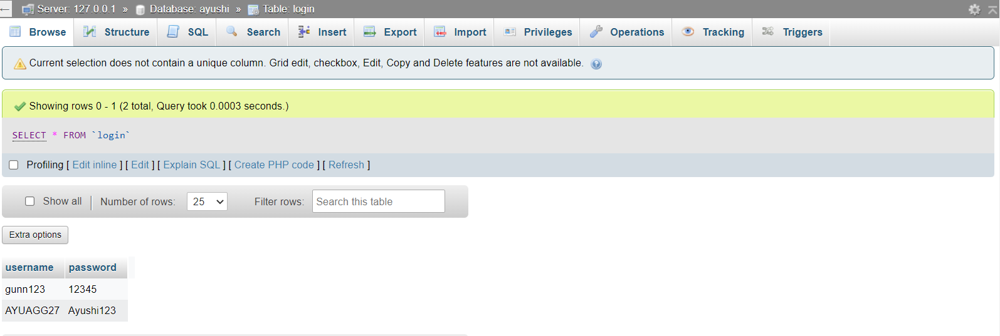 Server: 127.0.0.1 » Database: ayushi » Table: login
Browse Structure SQL Search Insert Export Import Privileges Operations Tracking Triggers
Current selection does not contain a unique column. Grid edit, checkbox, Edit, Copy and Delete features are not available.
Showing rows 0 - 1 (2 total, Query took 0.0003 seconds.)
SELECT * FROM `login`
Profiling [ Edit inline ] [ Edit ] [ Explain SQL ] [ Create PHP code ] [ Refresh ]
Show all | Number of rows: 25 Filter rows: Search this table
Extra options
username password
gunn123 12345
AYUAGG27 Ayushi123